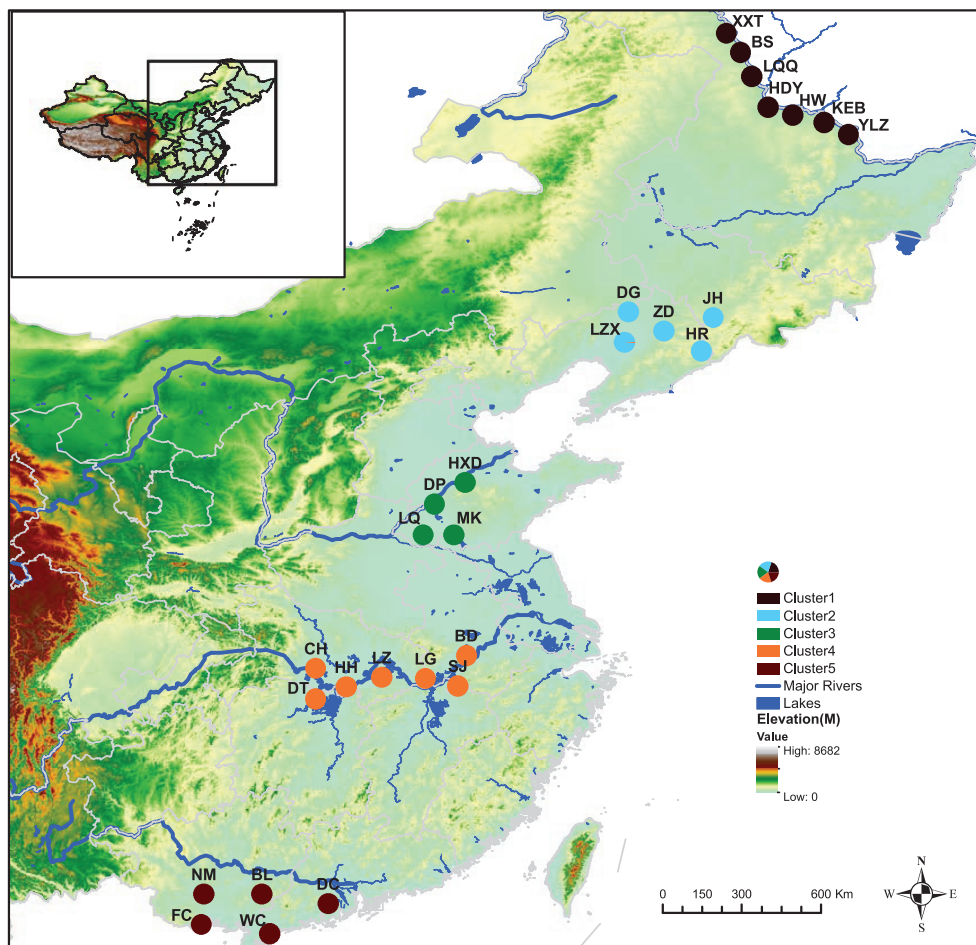 XXT
BS
LQQ
HDY
HW
KEB
YLZ
DG
ZD
JH
LZX
HR
HXD
DP
LQ
MK
BD
CH
HH
LZ
LG
SJ
DT
NM
BL
DC
FC
WC
Cluster1
Cluster2
Cluster3
Cluster4
Cluster5
Major Rivers
Lakes
Elevation(M)
Value
High: 8682
Low: 0
0 150 300 600 Km
N
W E
S